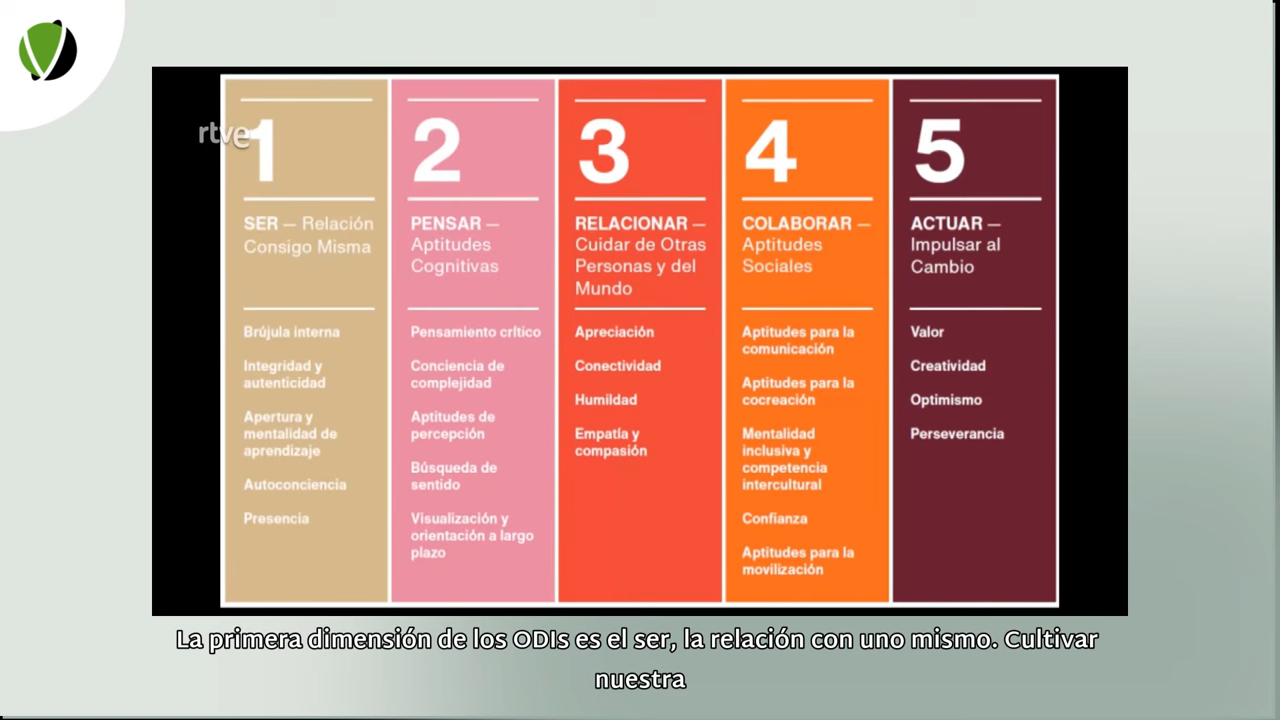 rtve
1
SER — Relación
Consigo Misma
Brújula interna
Integridad y
autenticidad
Apertura y
mentalidad de
aprendizaje
Autoconciencia
Presencia
2
PENSAR —
Aptitudes
Cognitivas
Pensamiento crítico
Conciencia de
complejidad
Aptitudes de
percepción
Búsqueda de
sentido
Visualización y
orientación a largo
plazo
3
RELACIONAR —
Cuidar de Otras
Personas y del
Mundo
Apreciación
Conectividad
Humildad
Empatía y
compasión
4
COLABORAR —
Aptitudes
Sociales
Aptitudes para la
comunicación
Aptitudes para la
cocreación
Mentalidad
inclusiva y
competencia
intercultural
Confianza
Aptitudes para la
movilización
5
ACTUAR —
Impulsar al
Cambio
Valor
Creatividad
Optimismo
Perseverancia
La primera dimensión de los ODIs es el ser, la relación con uno mismo. Cultivar
nuestra